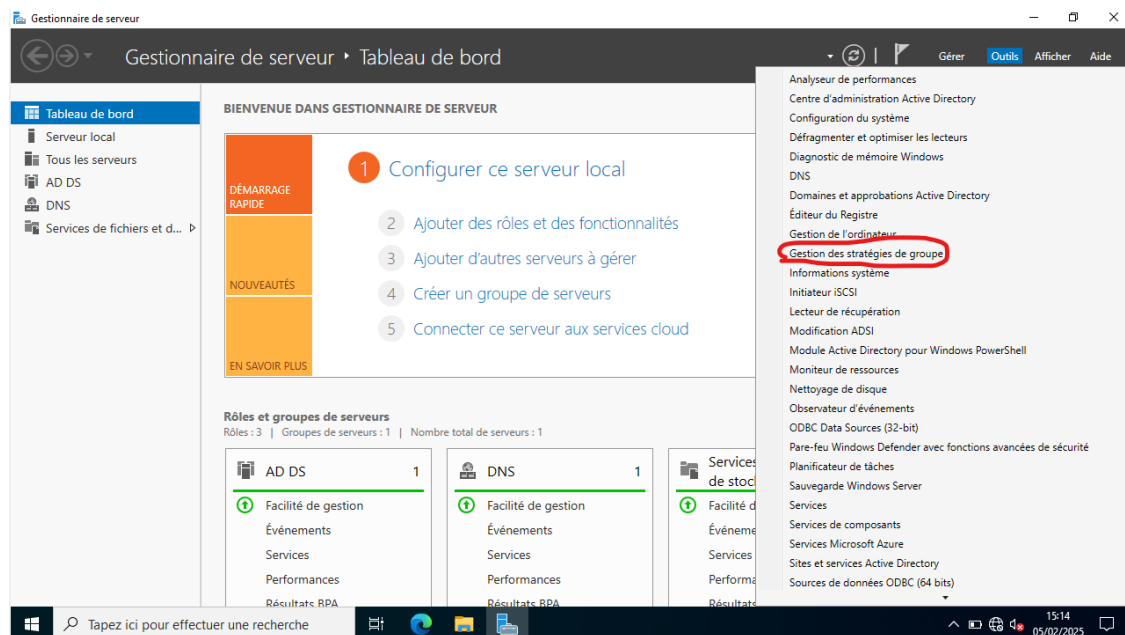 Gestionnaire de serveur
Gestionnaire de serveur ‣ Tableau de bord
Gérer Outils Afficher Aide
Tableau de bord
Serveur local
Tous les serveurs
AD DS
DNS
Services de fichiers et d...
BIENVENUE DANS GESTIONNAIRE DE SERVEUR
DÉMARRAGE
RAPIDE
NOUVEAUTÉS
EN SAVOIR PLUS
1 Configurer ce serveur local
2 Ajouter des rôles et des fonctionnalités
3 Ajouter d'autres serveurs à gérer
4 Créer un groupe de serveurs
5 Connecter ce serveur aux services cloud
Rôles et groupes de serveurs
Rôles : 3 | Groupes de serveurs : 1 | Nombre total de serveurs : 1
AD DS 1
Facilité de gestion
Événements
Services
Performances
Résultats BPA
DNS 1
Facilité de gestion
Événements
Services
Performances
Résultats BPA
Services
de stoc
Facilité d
Événeme
Services
Performa
Résultats
Analyseur de performances
Centre d'administration Active Directory
Configuration du système
Défragmenter et optimiser les lecteurs
Diagnostic de mémoire Windows
DNS
Domaines et approbations Active Directory
Éditeur du Registre
Gestion de l'ordinateur
Gestion des stratégies de groupe
Informations système
Initiateur iSCSI
Lecteur de récupération
Modification ADSI
Module Active Directory pour Windows PowerShell
Moniteur de ressources
Nettoyage de disque
Observateur d'événements
ODBC Data Sources (32-bit)
Pare-feu Windows Defender avec fonctions avancées de sécurité
Planificateur de tâches
Sauvegarde Windows Server
Services
Services de composants
Services Microsoft Azure
Sites et services Active Directory
Sources de données ODBC (64 bits)
Tapez ici pour effectuer une recherche
15:14
05/02/2025